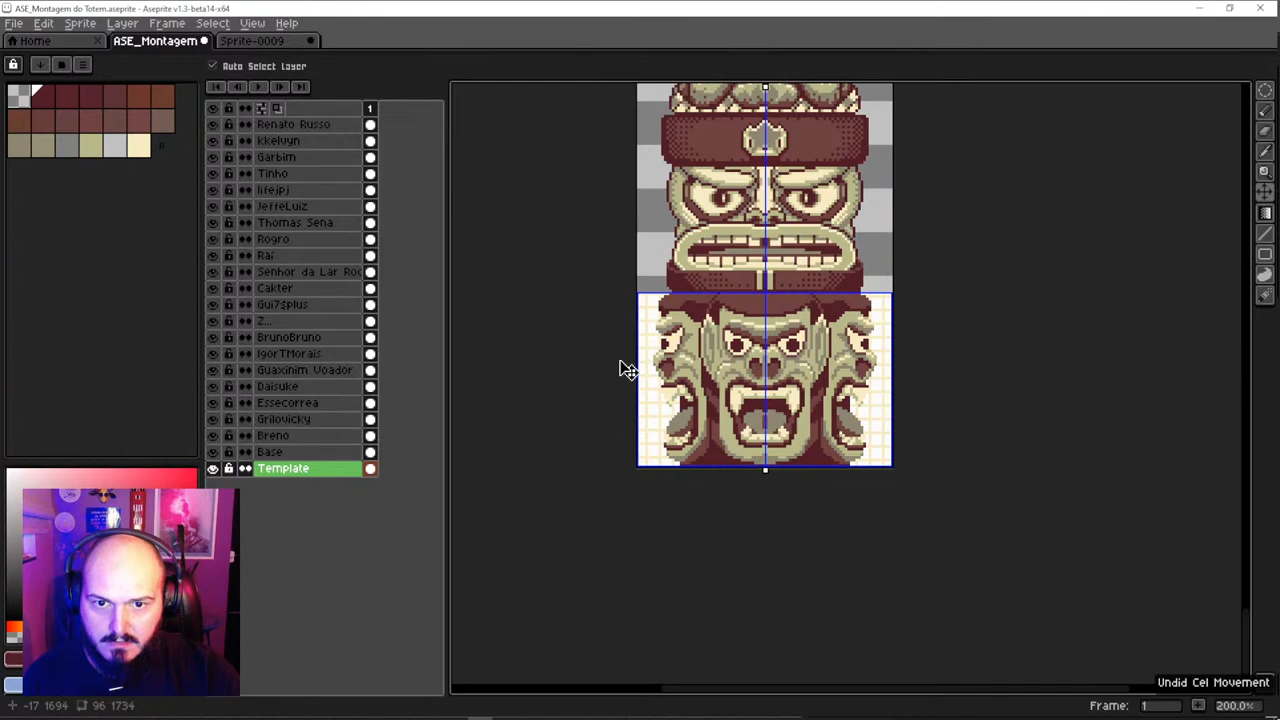 ASE_Montagem do Totem.aseprite - Aseprite v1.3-beta14-x64
File Edit Sprite Layer Frame Select View Help
Home ASE_Montagem Sprite-0009
Auto Select Layer
1
Renato Russo
kkelvyn
Garbim
Tinho
lifejpj
JeffeLuiz
Thomas Sena
Rogro
Raí
Senhor da Lar Roc
Cakter
Gui7$plus
Z...
BrunoBruno
IgorTMorais
Guaxinim Voador
Daisuke
Essecorrea
Grilovicky
Breno
Base
Template
Undid Cel Movement
-17 1694 96 1734 Frame: 1 200.0%